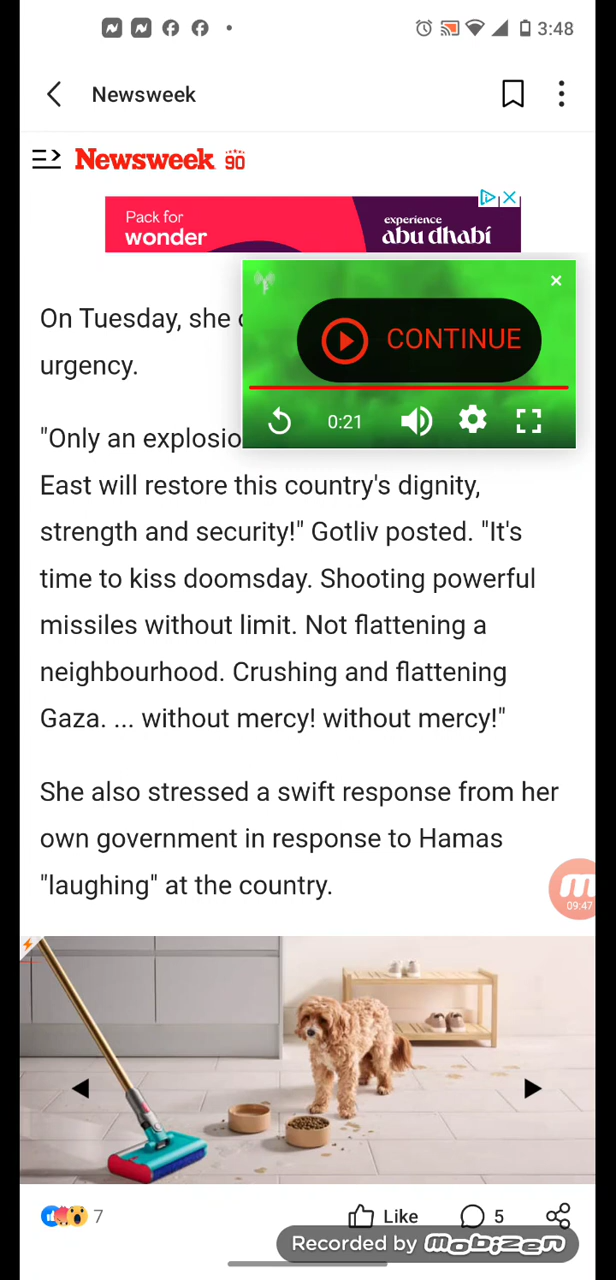 3:48
Newsweek
Newsweek 90
Pack for
wonder
experience
abu dhabi
On Tuesday, she
urgency.
CONTINUE
0:21
"Only an explosio
East will restore this country's dignity,
strength and security!" Gotliv posted. "It's
time to kiss doomsday. Shooting powerful
missiles without limit. Not flattening a
neighbourhood. Crushing and flattening
Gaza. ... without mercy! without mercy!"
She also stressed a swift response from her
own government in response to Hamas
"laughing" at the country.
09:47
7
Like
5
Recorded by mobizen